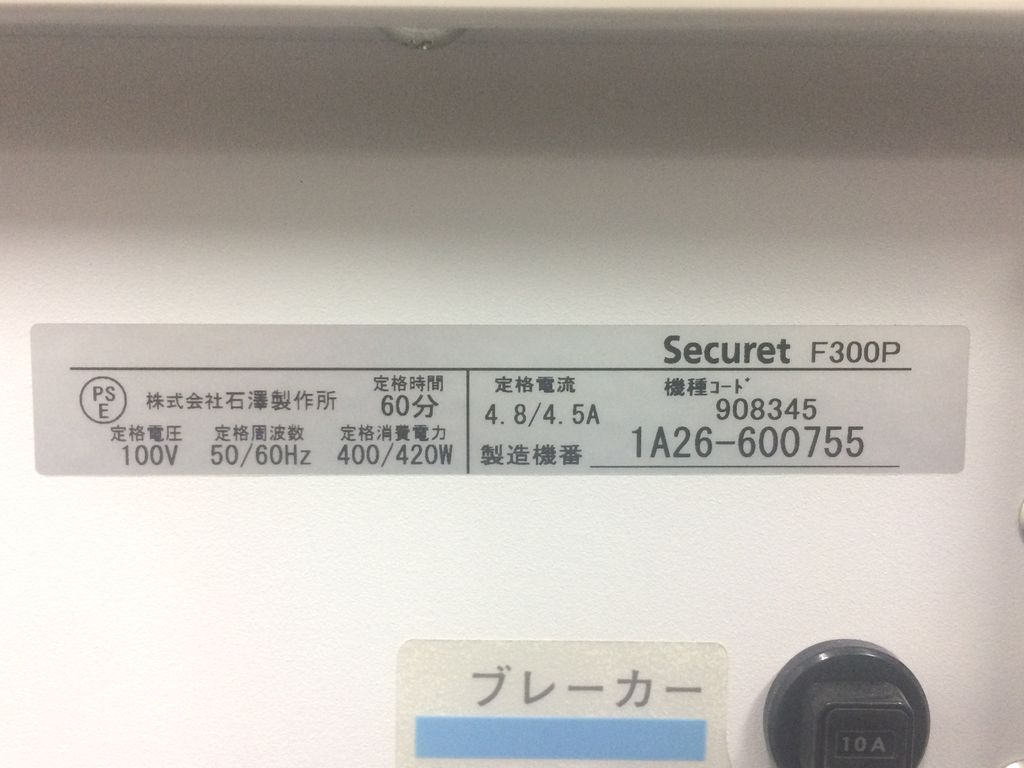 Securet F300P
PS
E
株式会社石澤製作所
定格時間
60分
定格電圧 定格周波数 定格消費電力
100V 50/60Hz 400/420W
定格電流 機種コード
4.8/4.5A 908345
製造機番 1A26-600755
ブレーカー
10A